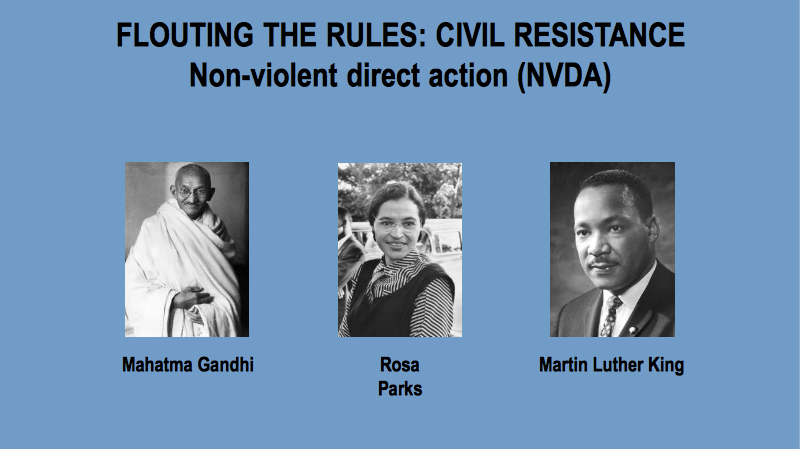 FLOUTING THE RULES: CIVIL RESISTANCE
Non-violent direct action (NVDA)
Mahatma Gandhi
Rosa
Parks
Martin Luther King